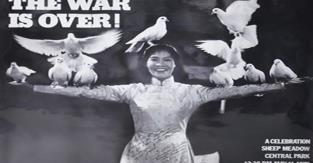 THE WAR
IS OVER!
A CELEBRATION
SHEEP MEADOW
CENTRAL PARK